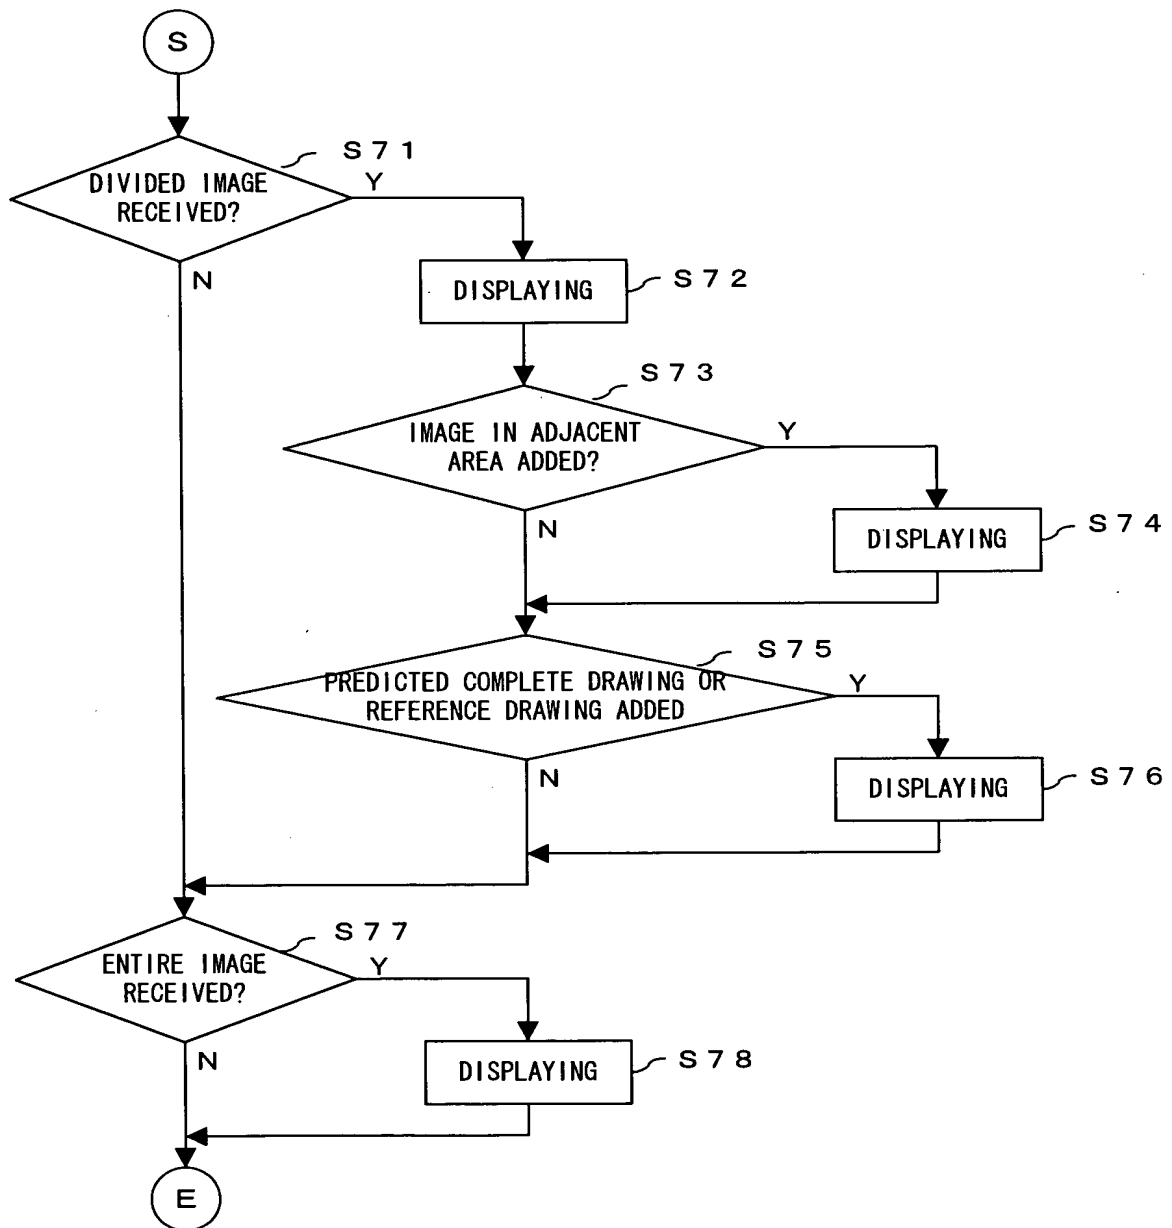 S
S71
DIVIDED IMAGE
RECEIVED?
Y
N
DISPLAYING
S72
S73
IMAGE IN ADJACENT
AREA ADDED?
Y
N
DISPLAYING
S74
S75
PREDICTED COMPLETE DRAWING OR
REFERENCE DRAWING ADDED
Y
N
DISPLAYING
S76
S77
ENTIRE IMAGE
RECEIVED?
Y
N
DISPLAYING
S78
E